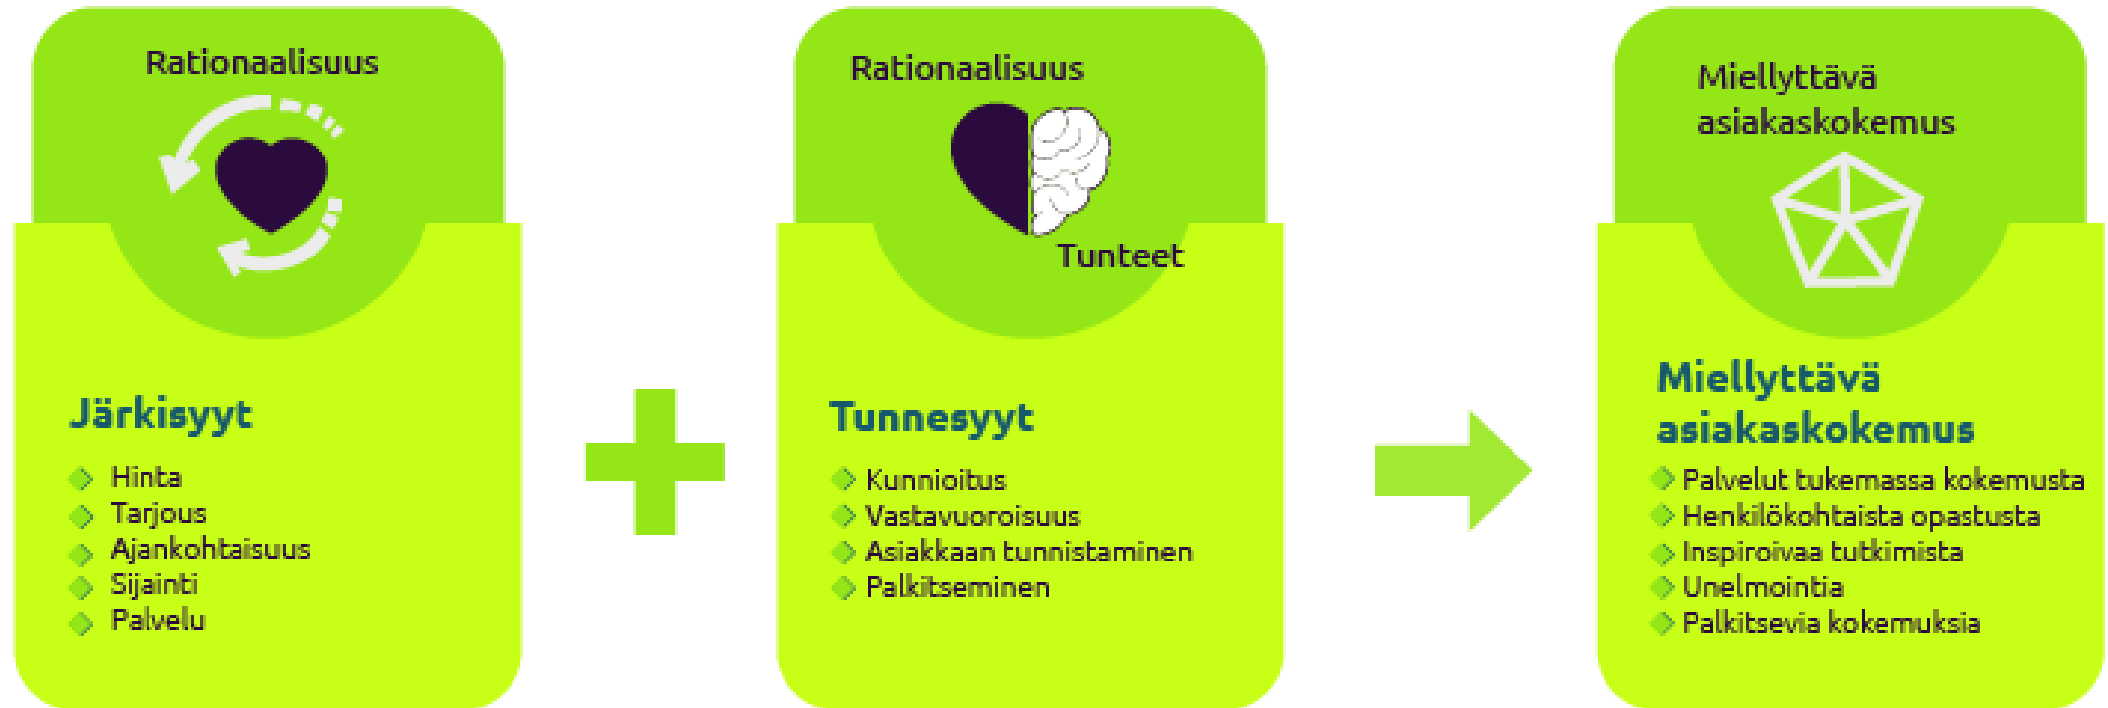 Rationaalisuus
Järkisyyt
Hinta
Tarjous
Ajankohtaisuus
Sijainti
Palvelu
Rationaalisuus
Tunteet
Tunnesyyt
Kunnioitus
Vastavuoroisuus
Asiakkaan tunnistaminen
Palkitseminen
Miellyttävä
asiakaskokemus
Miellyttävä
asiakaskokemus
Palvelut tukemassa kokemusta
Henkilökohtaista opastusta
Inspiroivaa tutkimista
Unelmointia
Palkitsevia kokemuksia